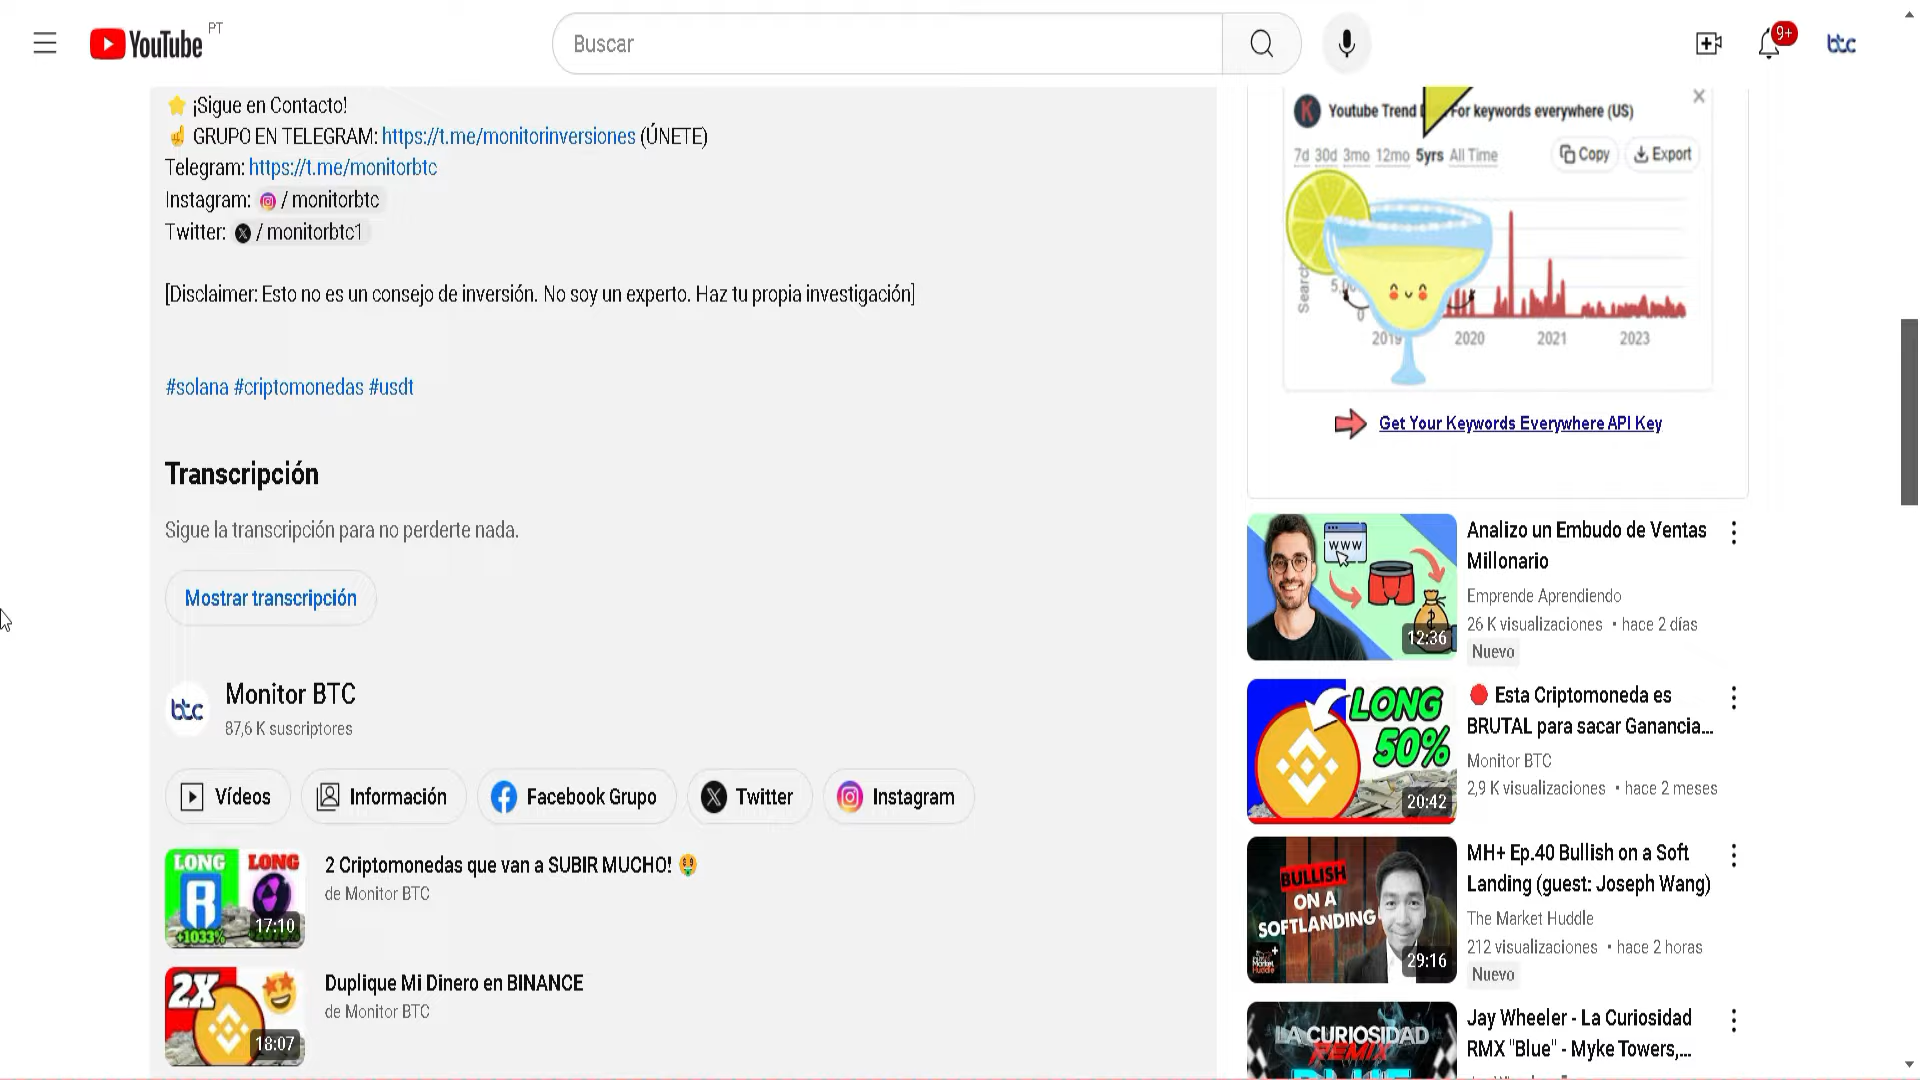 YouTube PT
Buscar
9+
btc
⭐ ¡Sigue en Contacto!
☝ GRUPO EN TELEGRAM: https://t.me/monitorinversiones (ÚNETE)
Telegram: https://t.me/monitorbtc
Instagram: / monitorbtc
Twitter: / monitorbtc1
[Disclaimer: Esto no es un consejo de inversión. No soy un experto. Haz tu propia investigación]
#solana #criptomonedas #usdt
Transcripción
Sigue la transcripción para no perderte nada.
Mostrar transcripción
btc
Monitor BTC
87,6 K suscriptores
Vídeos
Información
Facebook Grupo
Twitter
Instagram
LONG LONG
+1033%
17:10
2 Criptomonedas que van a SUBIR MUCHO! 🤑
de Monitor BTC
2X
18:07
Duplique Mi Dinero en BINANCE
de Monitor BTC
K Youtube Trend For keywords everywhere (US)
7d 30d 3mo 12mo 5yrs All Time
Copy
Export
Search
0
2019 2020 2021 2023
Get Your Keywords Everywhere API Key
www
12:36
Analizo un Embudo de Ventas
Millonario
Emprende Aprendiendo
26 K visualizaciones • hace 2 días
Nuevo
LONG
50%
20:42
🔴 Esta Criptomoneda es
BRUTAL para sacar Ganancia...
Monitor BTC
2,9 K visualizaciones • hace 2 meses
BULLISH
ON A
SOFTLANDING
The Market Huddle
29:16
MH+ Ep.40 Bullish on a Soft
Landing (guest: Joseph Wang)
The Market Huddle
212 visualizaciones • hace 2 horas
Nuevo
LA CURIOSIDAD
REMIX
BLUE
Jay Wheeler - La Curiosidad
RMX "Blue" - Myke Towers,...